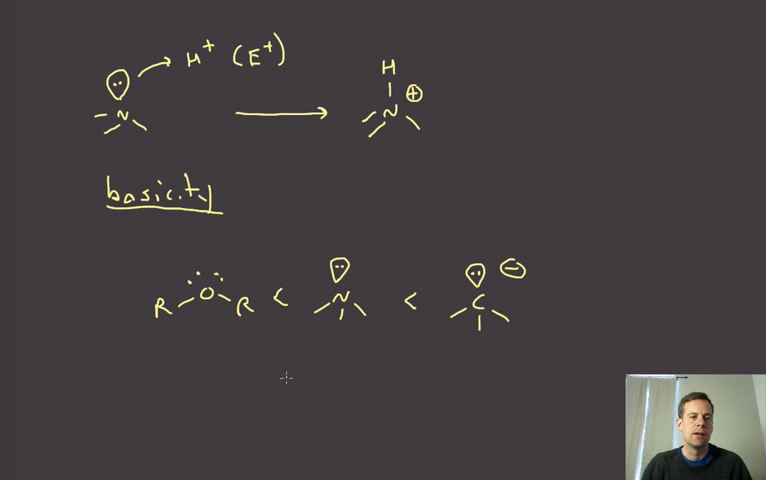 H⁺ (E⁺)
N
H
N ⊕
basicity
R O R < N < C ⊖